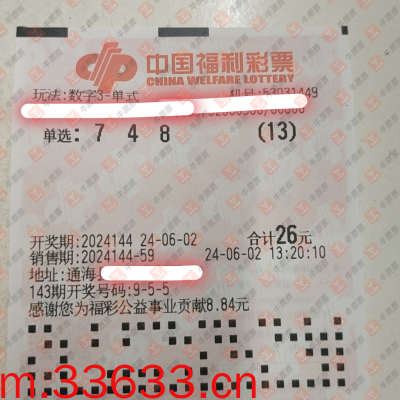 中国福利彩票
CHINA WELFARE LOTTERY
玩法:数字3-单式
机号:53031449
单选: 7 4 8 (13)
开奖期:2024144 24-06-02 合计26元
销售期:2024144-59 24-06-02 13:20:10
地址:通海
143期开奖号码:9-5-5
感谢您为福彩公益事业贡献8.84元
m.33633.cn